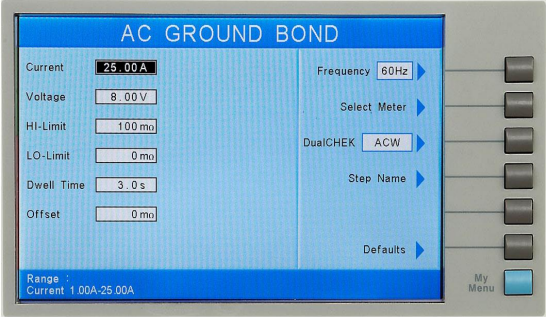 AC GROUND BOND
Current 25.00A
Voltage 8.00V
HI-Limit 100mΩ
LO-Limit 0mΩ
Dwell Time 3.0s
Offset 0mΩ
Frequency 60Hz
Select Meter
DualCHEK ACW
Step Name
Defaults
Range :
Current 1.00A-25.00A
My
Menu